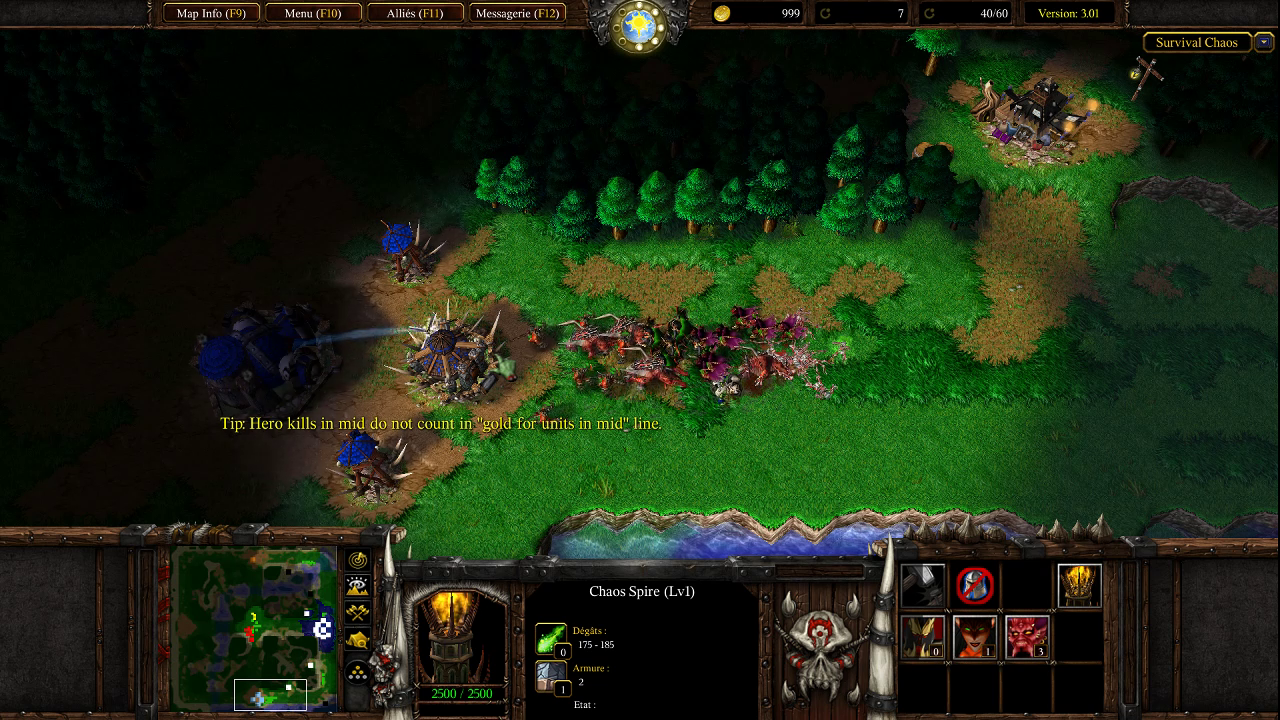 Map Info (F9)
Menu (F10)
Alliés (F11)
Messagerie (F12)
999
7
40/60
Version: 3.01
Survival Chaos
Tip: Hero kills in mid do not count in "gold for units in mid" line.
Chaos Spire (Lv1)
Dégâts :
0
175 - 185
Armure :
1
2
Etat :
2500 / 2500
0
1
3